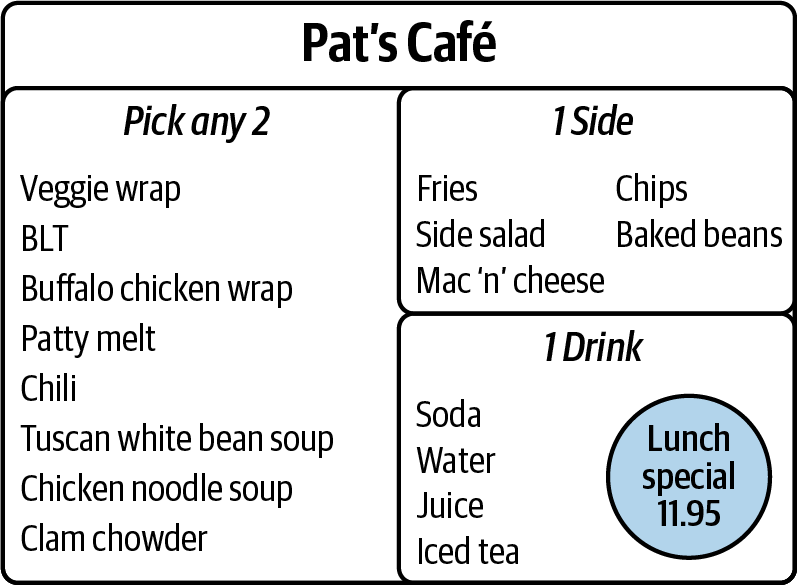 Pat’s Café
Pick any 2
Veggie wrap
BLT
Buffalo chicken wrap
Patty melt
Chili
Tuscan white bean soup
Chicken noodle soup
Clam chowder
1 Side
Fries
Side salad
Mac ‘n’ cheese
Chips
Baked beans
1 Drink
Soda
Water
Juice
Iced tea
Lunch
special
11.95